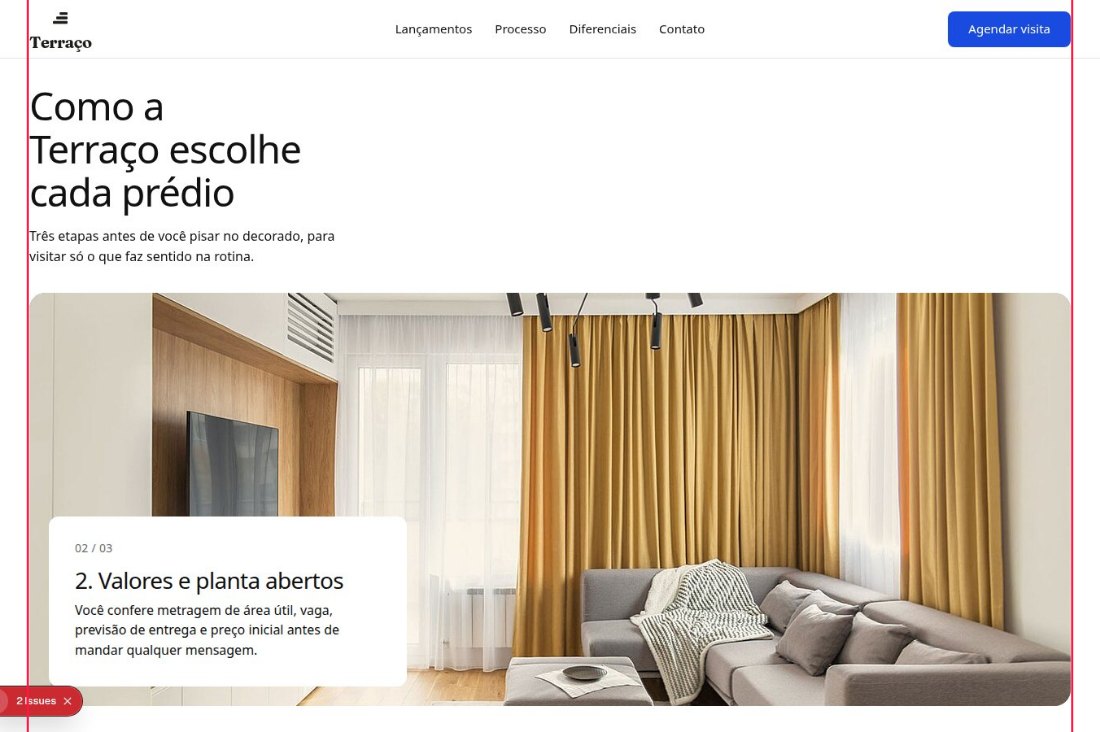 Terraço
Lançamentos
Processo
Diferenciais
Contato
Agendar visita
Como a
Terraço escolhe
cada prédio
Três etapas antes de você pisar no decorado, para
visitar só o que faz sentido na rotina.
02 / 03
2. Valores e planta abertos
Você confere metragem de área útil, vaga,
previsão de entrega e preço inicial antes de
mandar qualquer mensagem.
2 Issues